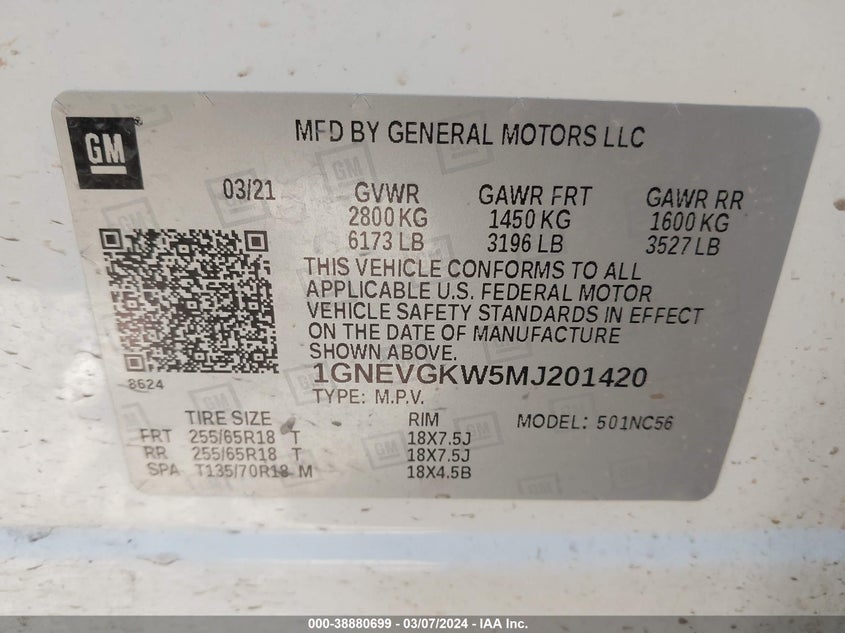 GM
MFD BY GENERAL MOTORS LLC
03/21 GVWR GAWR FRT GAWR RR
2800 KG 1450 KG 1600 KG
6173 LB 3196 LB 3527 LB
THIS VEHICLE CONFORMS TO ALL
APPLICABLE U.S. FEDERAL MOTOR
VEHICLE SAFETY STANDARDS IN EFFECT
ON THE DATE OF MANUFACTURE
SHOWN ABOVE.
8624
1GNEVGKW5MJ201420
TYPE: M.P.V.
TIRE SIZE RIM MODEL: 501NC56
FRT 255/65R18 T 18X7.5J
RR 255/65R18 T 18X7.5J
SPA T135/70R18 M 18X4.5B
000-38880699 — 03/07/2024 — IAA Inc.